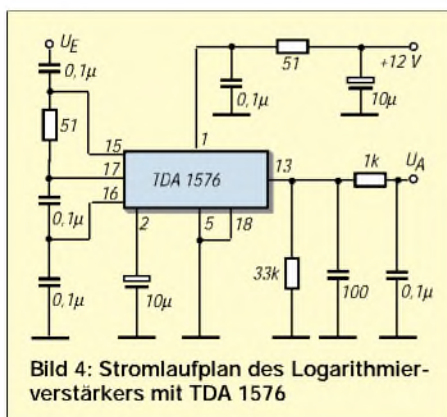 U_E
0,1µ
51
+12 V
0,1µ
10µ
51
15
1
17
TDA 1576
13
1k
U_A
16
0,1µ
2
5
18
33k
100
0,1µ
0,1µ
10µ
Bild 4: Stromlaufplan des Logarithmier-
verstärkers mit TDA 1576